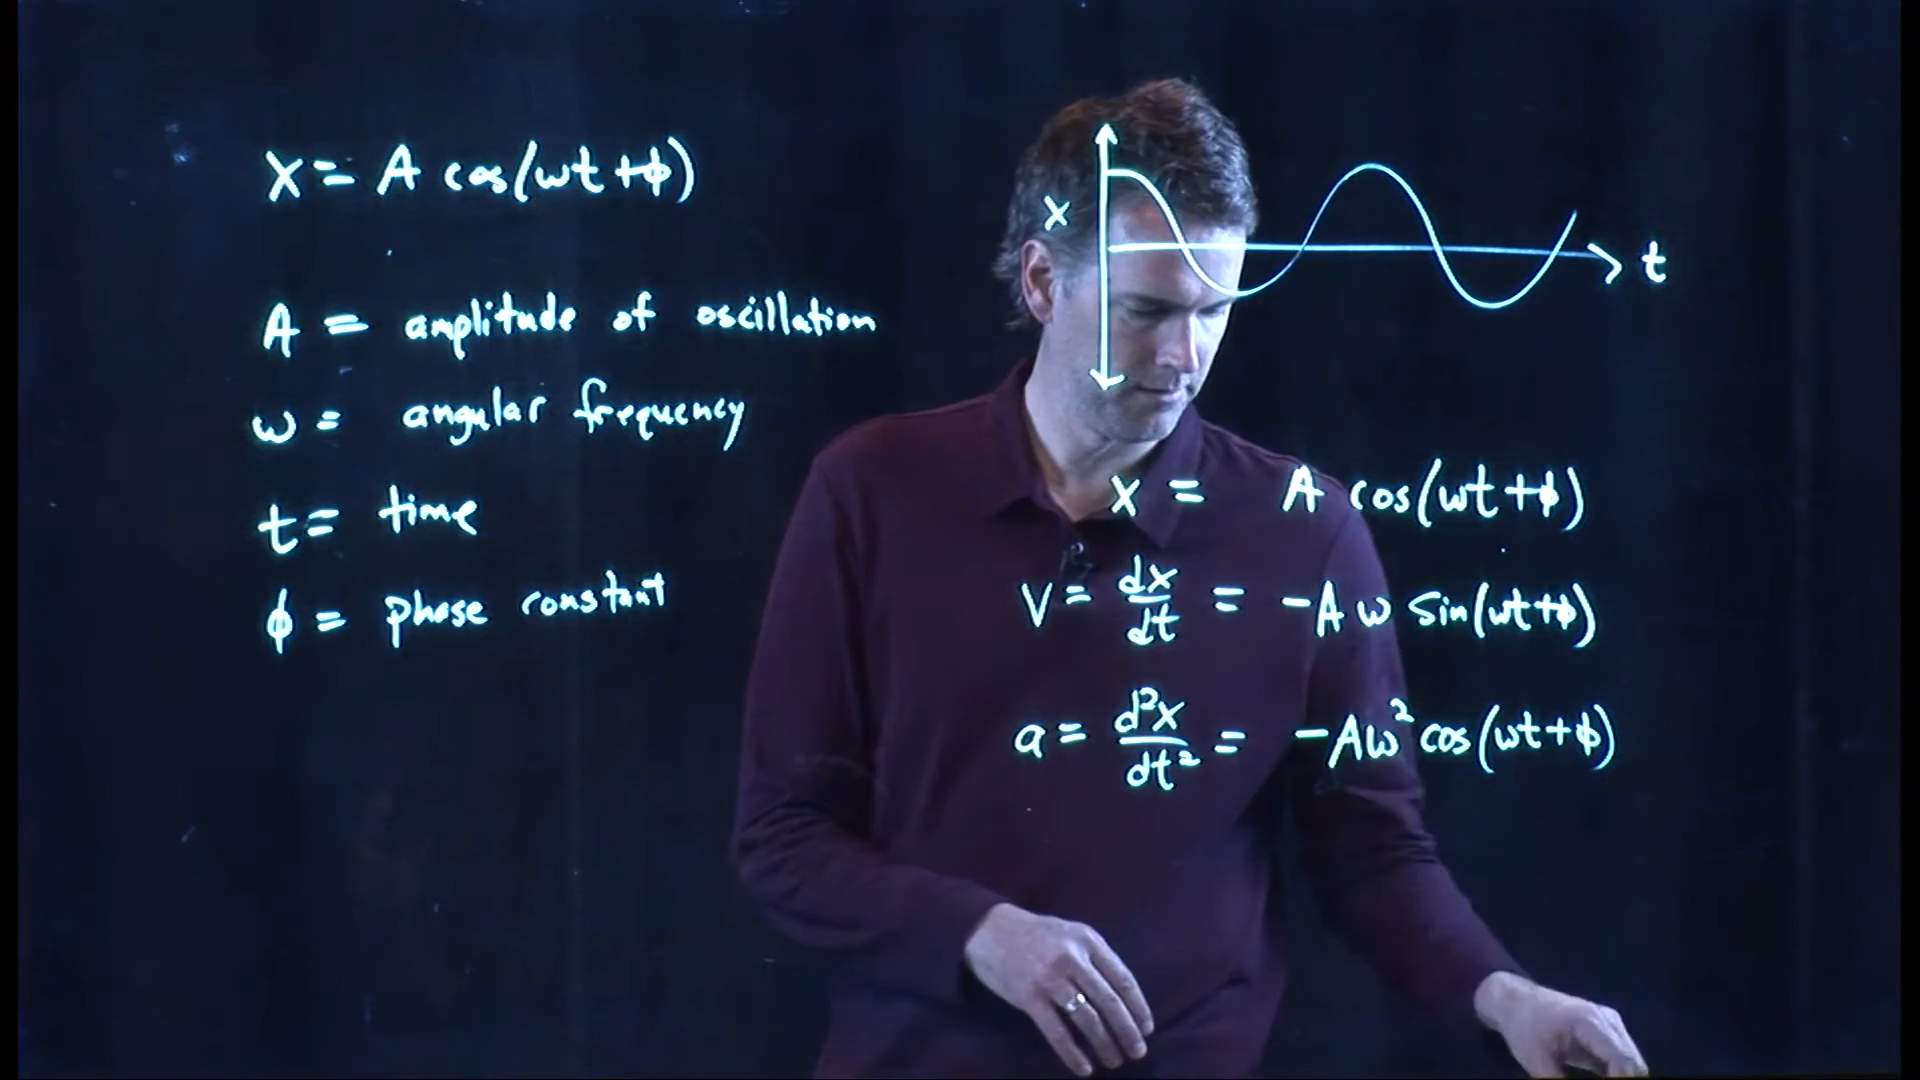 x = A cos(ωt + ϕ)
A = amplitude of oscillation
ω = angular frequency
t = time
ϕ = phase constant
x
t
x = A cos(ωt + ϕ)
v = dx/dt = -A ω sin(ωt + ϕ)
a = d²x/dt² = -Aω² cos(ωt + ϕ)